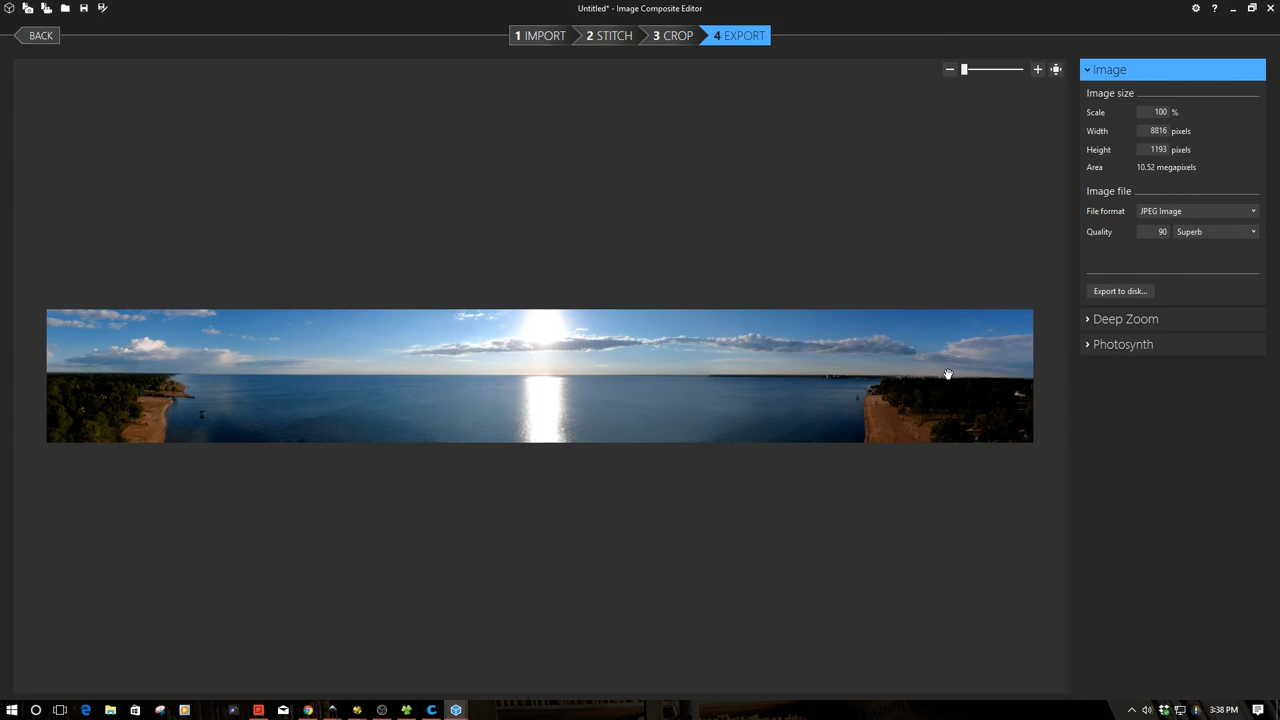 Untitled* - Image Composite Editor
BACK
1 IMPORT
2 STITCH
3 CROP
4 EXPORT
Image
Image size
Scale 100 %
Width 8816 pixels
Height 1193 pixels
Area 10.52 megapixels
Image file
File format JPEG Image
Quality 90 Superb
Export to disk...
Deep Zoom
Photosynth
3:38 PM